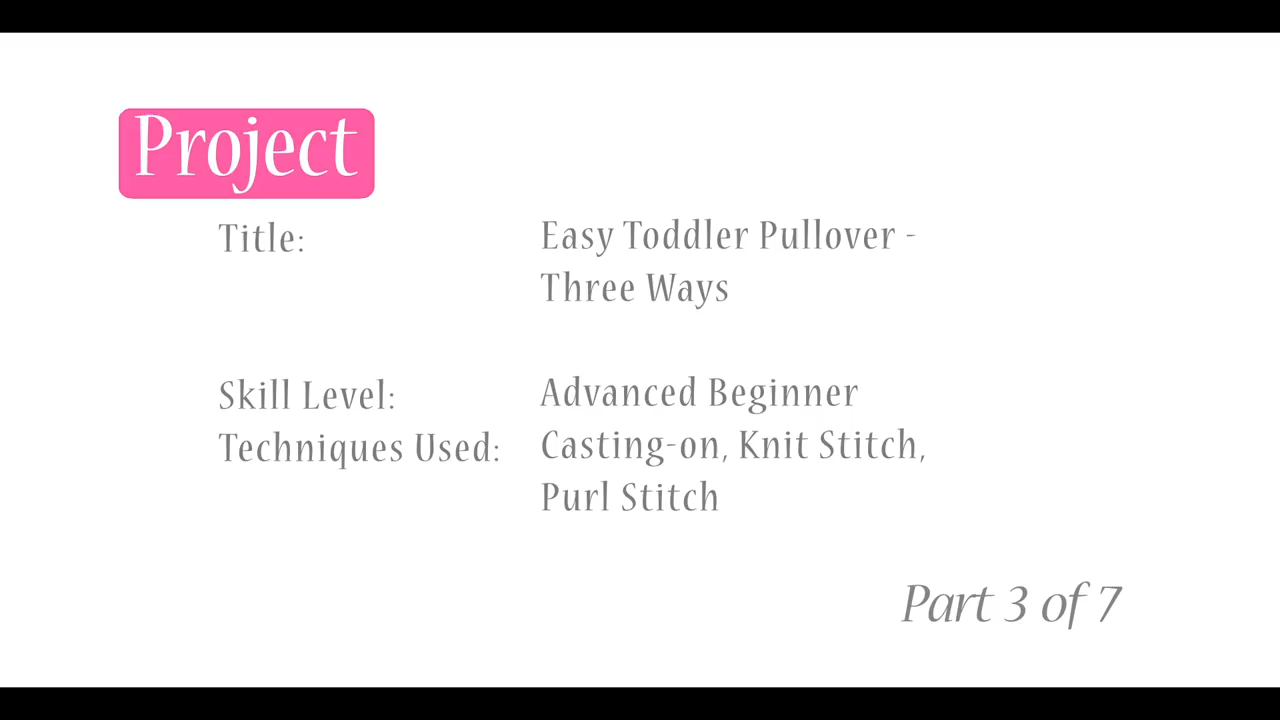 Project
Title: Easy Toddler Pullover -
Three Ways
Skill Level: Advanced Beginner
Techniques Used: Casting-on, Knit Stitch,
Purl Stitch
Part 3 of 7